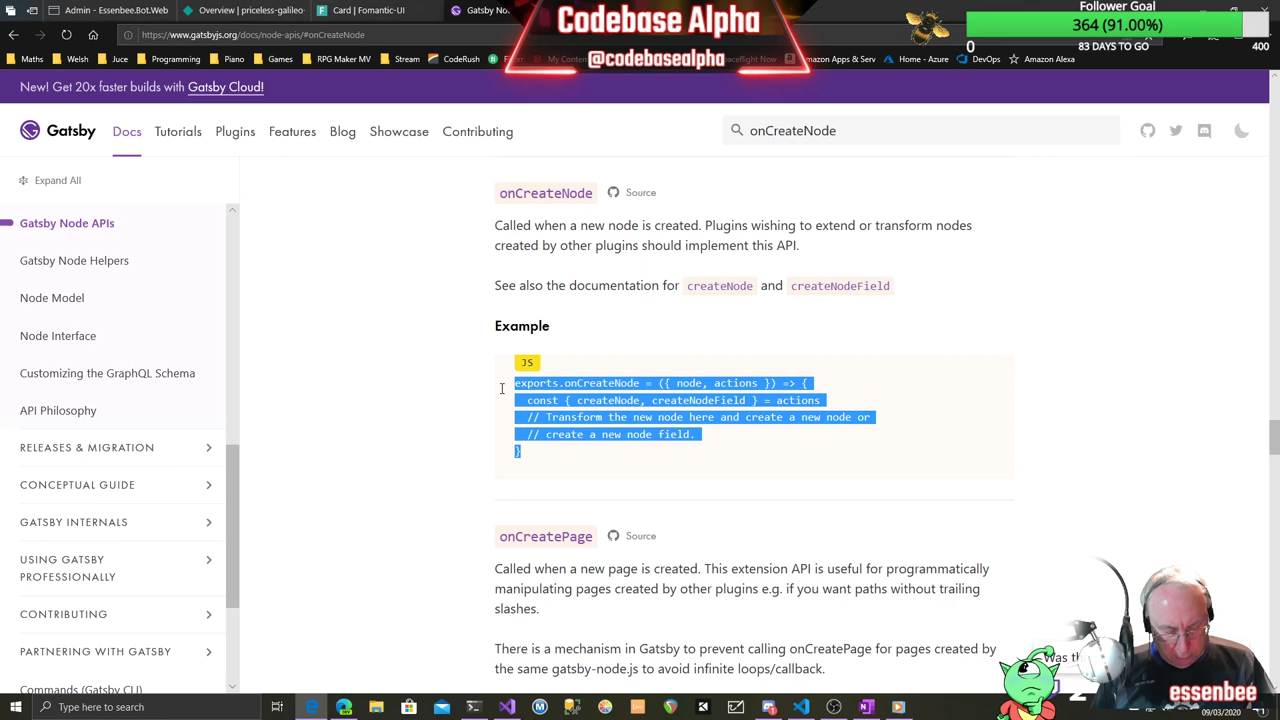 Admin - Essenbee.Bot.Web
Overview | priceless-galileo
Card | Fomantic-UI
Gatsby No
https://www.gatsbyjs.org/docs/node-apis/#onCreateNode
Maths
Welsh
Juce
Programming
Piano
Games
RPG Maker MV
Stream
CodeRush
Home - Azure
DevOps
Amazon Alexa
Codebase Alpha
@codebasealpha
Follower Goal
364 (91.00%)
0
83 DAYS TO GO
400
New! Get 20x faster builds with Gatsby Cloud!
Gatsby
Docs
Tutorials
Plugins
Features
Blog
Showcase
Contributing
onCreateNode
Expand All
Gatsby Node APIs
Gatsby Node Helpers
Node Model
Node Interface
Customizing the GraphQL Schema
API Philosophy
RELEASES & MIGRATION
CONCEPTUAL GUIDE
GATSBY INTERNALS
USING GATSBY
PROFESSIONALLY
CONTRIBUTING
PARTNERING WITH GATSBY
Commands (Gatsby CLI)
onCreateNode Source
Called when a new node is created. Plugins wishing to extend or transform nodes
created by other plugins should implement this API.
See also the documentation for createNode and createNodeField
Example
JS
exports.onCreateNode = ({ node, actions }) => {
const { createNode, createNodeField } = actions
// Transform the new node here and create a new node or
// create a new node field.
}
onCreatePage Source
Called when a new page is created. This extension API is useful for programmatically
manipulating pages created by other plugins e.g. if you want paths without trailing
slashes.
There is a mechanism in Gatsby to prevent calling onCreatePage for pages created by
the same gatsby-node.js to avoid infinite loops/callback.
essenbee
Type here to search
09/03/2020